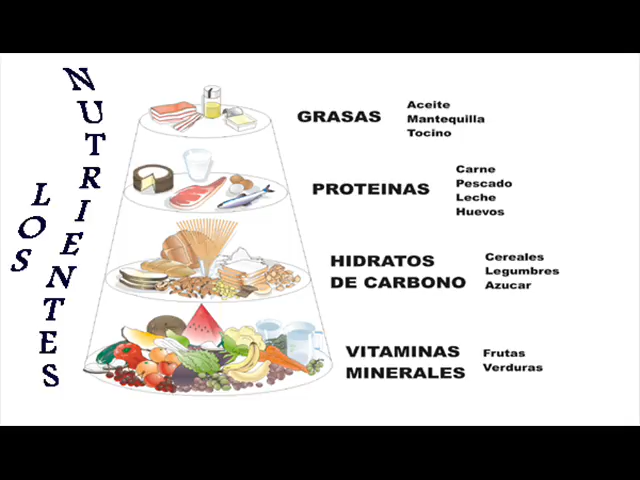 LOS
NUTRIENTES
GRASAS
Aceite
Mantequilla
Tocino
PROTEINAS
Carne
Pescado
Leche
Huevos
HIDRATOS
DE CARBONO
Cereales
Legumbres
Azucar
VITAMINAS
MINERALES
Frutas
Verduras